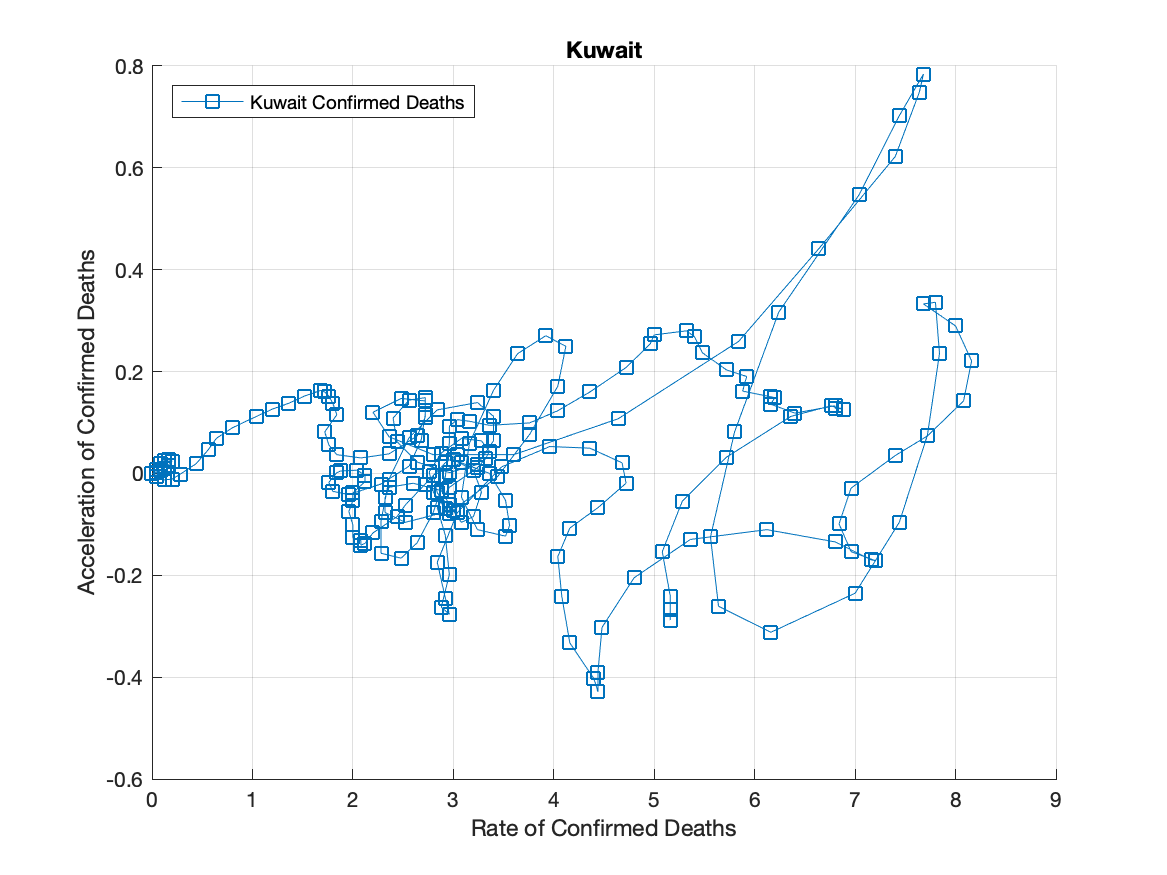 Kuwait
Kuwait Confirmed Deaths
Acceleration of Confirmed Deaths
0.8
0.6
0.4
0.2
0
-0.2
-0.4
-0.6
0 1 2 3 4 5 6 7 8 9
Rate of Confirmed Deaths